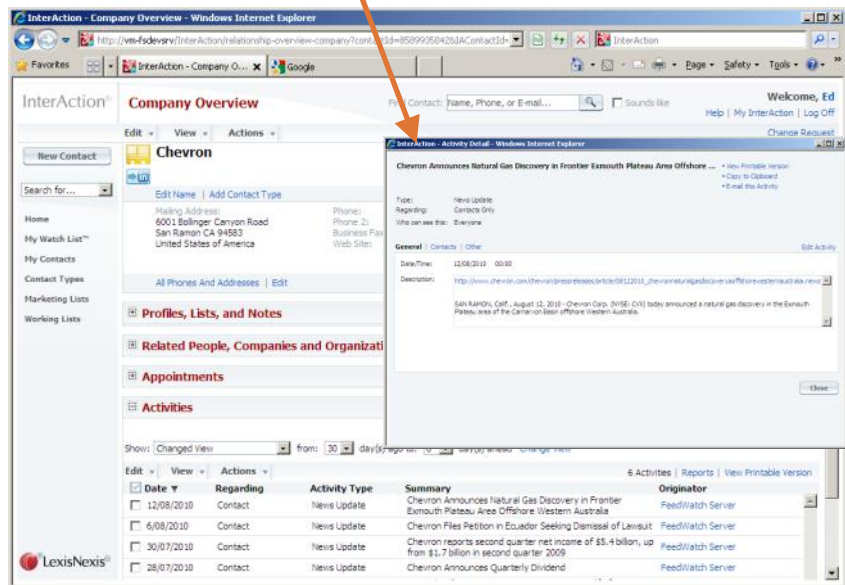 InterAction - Company Overview - Windows Internet Explorer
http://vm-fsdevsrv/InterAction/relationship-overview-company?contactId=
InterAction
Favorites InterAction - Company O... X Google Page Safety Tools
InterAction®
Company Overview
Contact: Name, Phone, or E-mail... Sounds like
Welcome, Ed
Help | My InterAction | Log Off
Edit View Actions
Change Request
New Contact
Chevron
Search for...
Edit Name | Add Contact Type
Home
My Watch List™
My Contacts
Contact Types
Marketing Lists
Working Lists
Mailing Address:
6001 Bollinger Canyon Road
San Ramon CA 94583
United States of America
Phone:
Phone 2:
Business Fax
Web Site:
All Phones And Addresses | Edit
Profiles, Lists, and Notes
Related People, Companies and Organizati
Appointments
Activities
InterAction - Activity Detail - Windows Internet Explorer
Chevron Announces Natural Gas Discovery in Frontier Exmouth Plateau Area Offshore ...
• View Printable Version
• Copy to Clipboard
• E-mail this Activity
Type: News Update
Regarding: Contacts Only
Who can see this: Everyone
General | Contacts | Other
Edit Activity
Date/Time: 12/08/2010 00:00
Description:
SAN RAMON, Calif., August 12, 2010 - Chevron Corp. (NYSE: CVX) today announced a natural gas discovery in the Exmouth
Plateau area of the Carnarvon Basin offshore Western Australia.
Close
Show: Changed View from: 30 day(s) ago to: 0 day(s) ahead Change View
Edit View Actions
6 Activities | Reports | View Printable Version
Date Regarding Activity Type Summary Originator
12/08/2010 Contact News Update Chevron Announces Natural Gas Discovery in Frontier
Exmouth Plateau Area Offshore Western Australia FeedWatch Server
6/08/2010 Contact News Update Chevron Files Petition in Ecuador Seeking Dismissal of Lawsuit FeedWatch Server
30/07/2010 Contact News Update Chevron reports second quarter net income of $5.4 billion, up
from $1.7 billion in second quarter 2009 FeedWatch Server
28/07/2010 Contact News Update Chevron Announces Quarterly Dividend FeedWatch Server
LexisNexis®